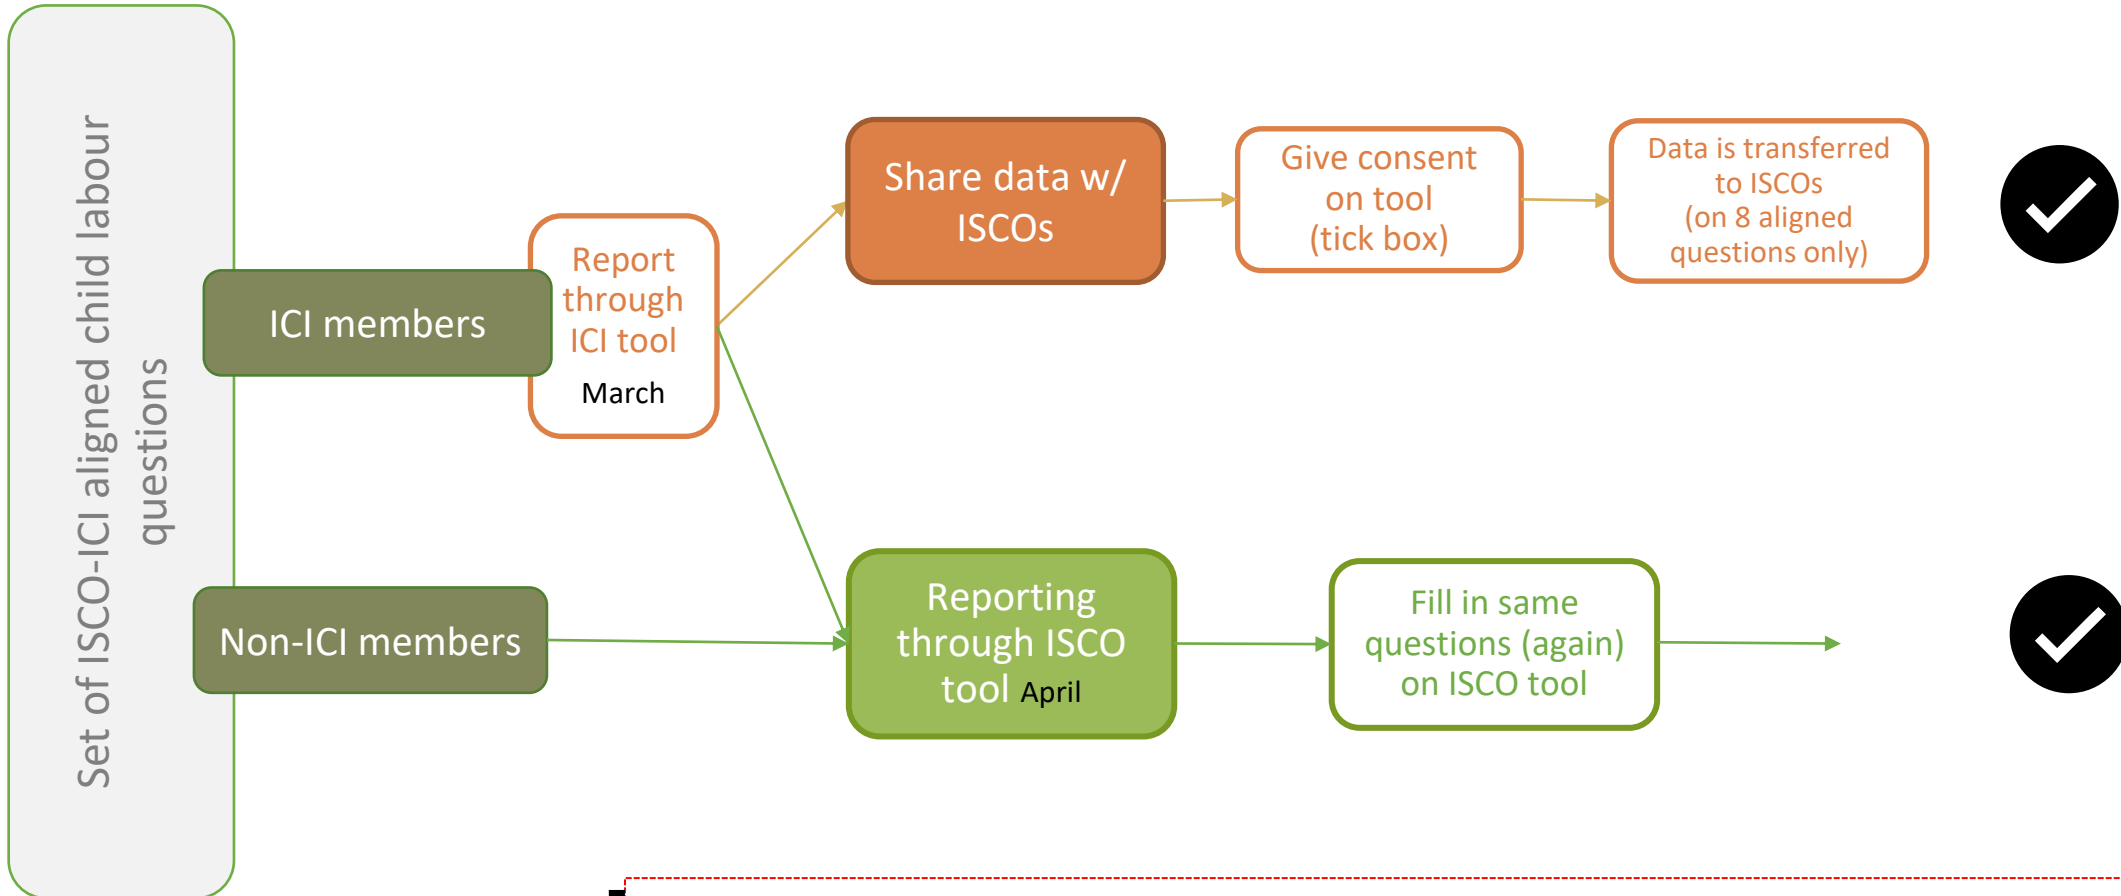 Set of ISCO-ICI aligned child labour
questions
ICI members
Report
through
ICI tool
March
Share data w/
ISCOs
Give consent
on tool
(tick box)
Data is transferred
to ISCOs
(on 8 aligned
questions only)
Non-ICI members
Reporting
through ISCO
tool April
Fill in same
questions (again)
on ISCO tool